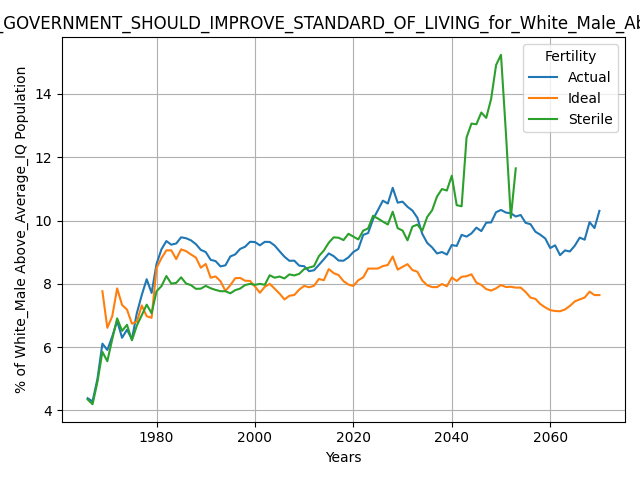 _GOVERNMENT_SHOULD_IMPROVE_STANDARD_OF_LIVING_for_White_Male_Ab
% of White_Male Above_Average_IQ Population
Fertility
Actual
Ideal
Sterile
14
12
10
8
6
4
1980
2000
2020
2040
2060
Years